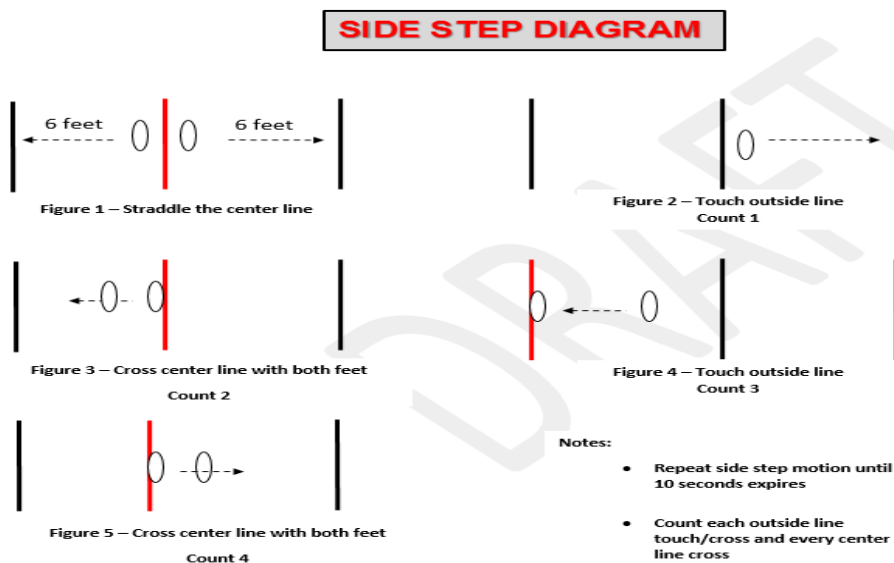 SIDE STEP DIAGRAM
6 feet
6 feet
Figure 1 – Straddle the center line
Figure 2 – Touch outside line
Count 1
Figure 3 – Cross center line with both feet
Count 2
Figure 4 – Touch outside line
Count 3
Figure 5 – Cross center line with both feet
Count 4
Notes:
• Repeat side step motion until
10 seconds expires
• Count each outside line
touch/cross and every center
line cross
DRAFT